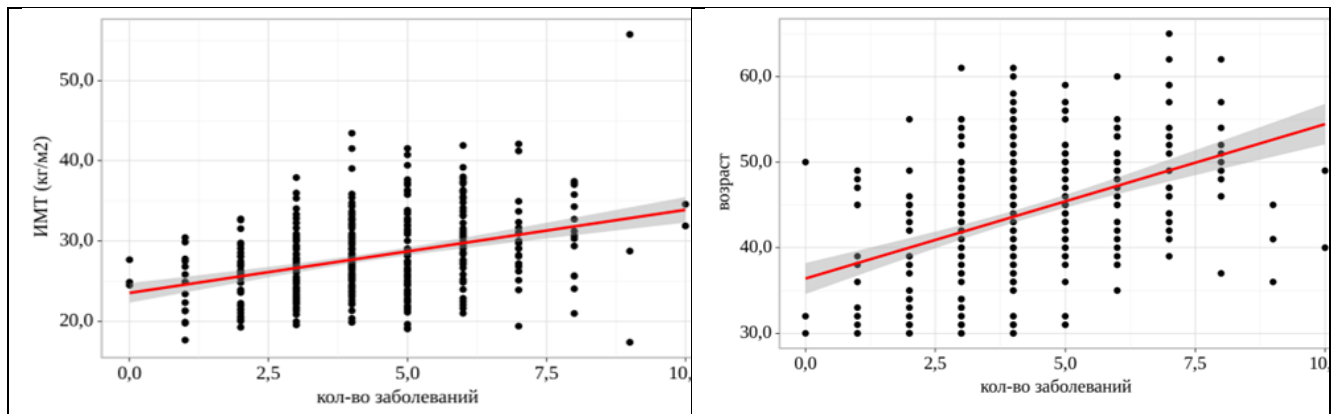 50,0
40,0
30,0
20,0
ИМТ (кг/м2)
0,0 2,5 5,0 7,5 10,
кол-во заболеваний
60,0
50,0
40,0
30,0
возраст
0,0 2,5 5,0 7,5 10,
кол-во заболеваний